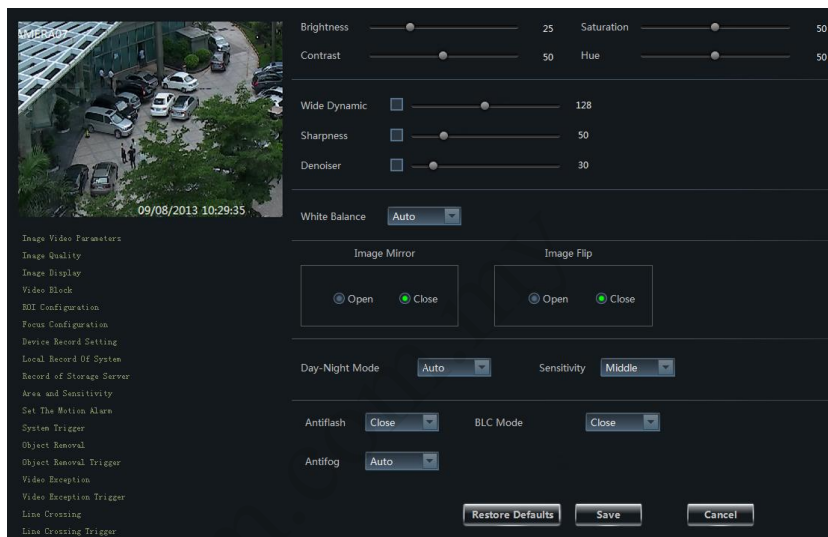 AMERA07
09/08/2013 10:29:35
Image Video Parameters
Image Quality
Image Display
Video Block
ROI Configuration
Focus Configuration
Device Record Setting
Local Record Of System
Record of Storage Server
Area and Sensitivity
Set The Motion Alarm
System Trigger
Object Removal
Object Removal Trigger
Video Exception
Video Exception Trigger
Line Crossing
Line Crossing Trigger
Brightness 25 Saturation 50
Contrast 50 Hue 50
Wide Dynamic 128
Sharpness 50
Denoiser 30
White Balance Auto
Image Mirror Image Flip
Open Close Open Close
Day-Night Mode Auto Sensitivity Middle
Antiflash Close BLC Mode Close
Antifog Auto
Restore Defaults Save Cancel